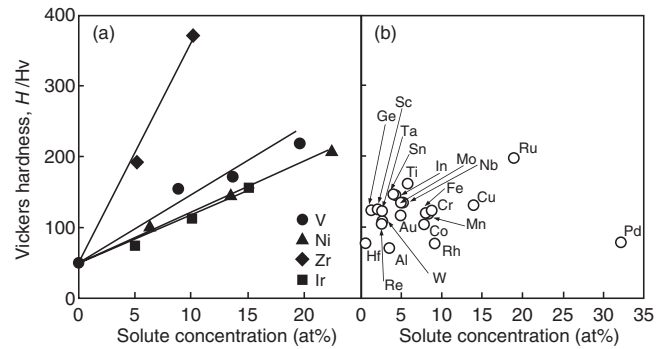 400
300
200
100
0
Vickers hardness, H/Hv
(a)
V
Ni
Zr
Ir
0 5 10 15 20
Solute concentration (at%)
(b)
Sc
Ge
Ta
Sn
Ti
In
Mo
Nb
Ru
Fe
Cr
Cu
Mn
Au
Co
Rh
Pd
Hf
Al
W
Re
0 5 10 15 20 25 30 35
Solute concentration (at%)